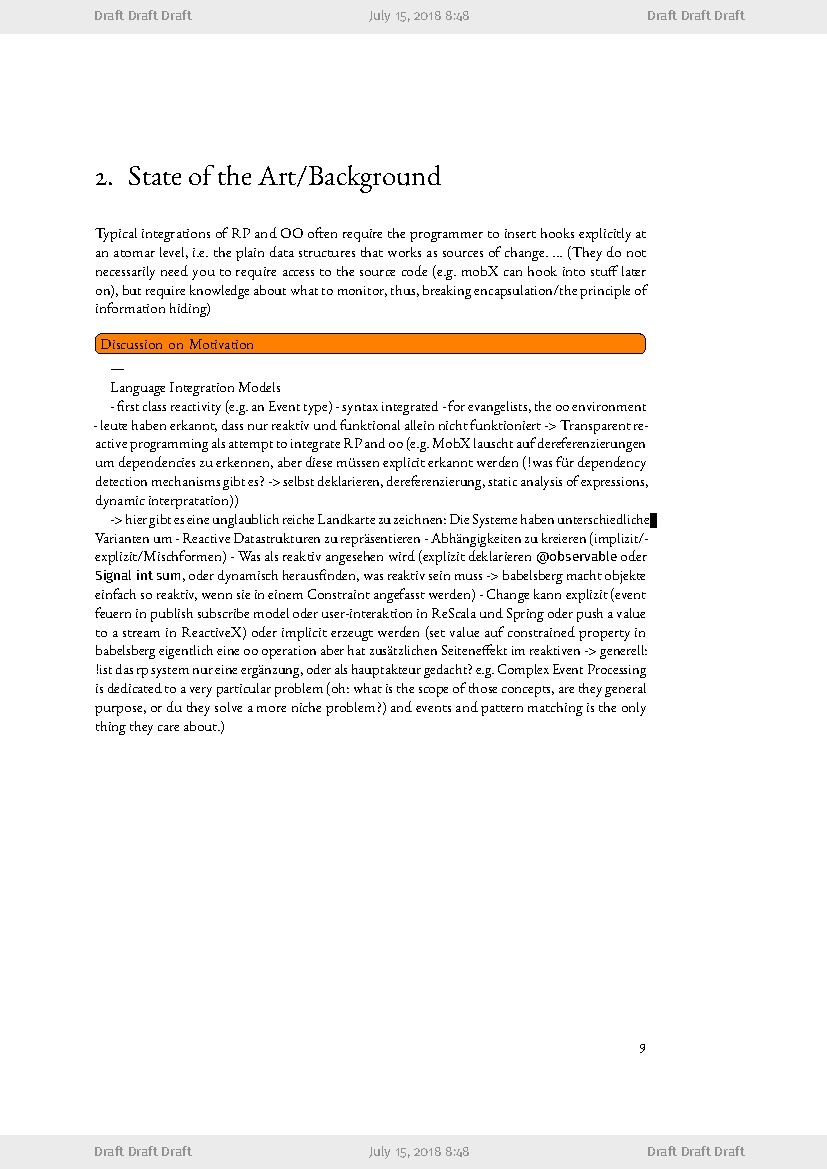 Draft Draft Draft July 15, 2018 8:48 Draft Draft Draft
2. State of the Art/Background
Typical integrations of RP and OO often require the programmer to insert hooks explicitly at
an atomar level, i.e. the plain data structures that works as sources of change. ... (They do not
necessarily need you to require access to the source code (e.g. mobX can hook into stuff later
on), but require knowledge about what to monitor, thus, breaking encapsulation/the principle of
information hiding)
Discussion on Motivation
—
Language Integration Models
- first class reactivity (e.g. an Event type) - syntax integrated - for evangelists, the oo environment
- leute haben erkannt, dass nur reaktiv und funktional allein nicht funktioniert -> Transparent re-
active programming als attempt to integrate RP and oo (e.g. MobX lauscht auf dereferenzierungen
um dependencies zu erkennen, aber diese müssen explicit erkannt werden (!was für dependency
detection mechanisms gibt es? -> selbst deklarieren, dereferenzierung, static analysis of expressions,
dynamic interpratation))
-> hier gibt es eine unglaublich reiche Landkarte zu zeichnen: Die Systeme haben unterschiedliche
Varianten um - Reactive Datastrukturen zu repräsentieren - Abhängigkeiten zu kreieren (implizit/-
explizit/Mischformen) - Was als reaktiv angesehen wird (explizit deklarieren @observable oder
Signal int sum, oder dynamisch herausfinden, was reaktiv sein muss -> babelsberg macht objekte
einfach so reaktiv, wenn sie in einem Constraint angefasst werden) - Change kann explizit (event
feuern in publish subscribe model oder user-interaktion in ReScala und Spring oder push a value
to a stream in ReactiveX) oder implicit erzeugt werden (set value auf constrained property in
babelsberg eigentlich eine oo operation aber hat zusätzlichen Seiteneffekt im reaktiven -> generell:
!ist das rp system nur eine ergänzung, oder als hauptakteur gedacht? e.g. Complex Event Processing
is dedicated to a very particular problem (oh: what is the scope of those concepts, are they general
purpose, or du they solve a more niche problem?) and events and pattern matching is the only
thing they care about.)
9
Draft Draft Draft July 15, 2018 8:48 Draft Draft Draft